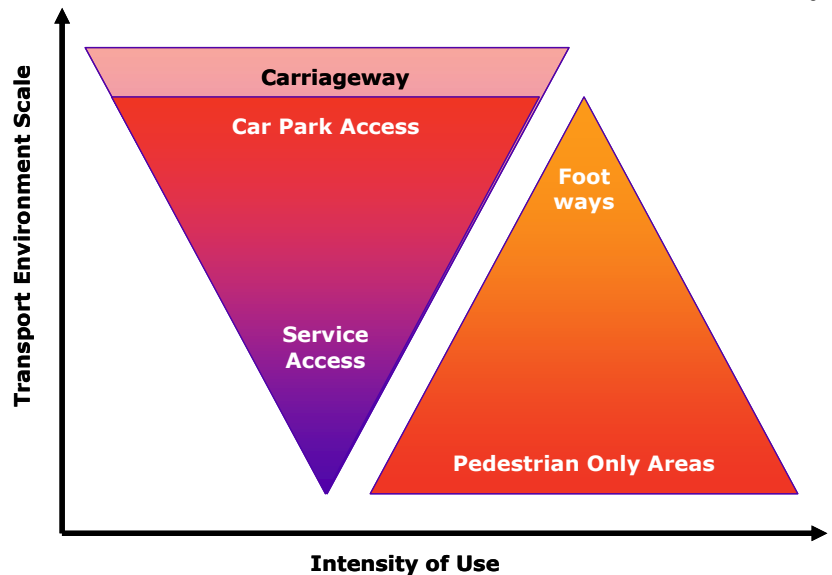 Transport Environment Scale
Carriageway
Car Park Access
Foot
ways
Service
Access
Pedestrian Only Areas
Intensity of Use